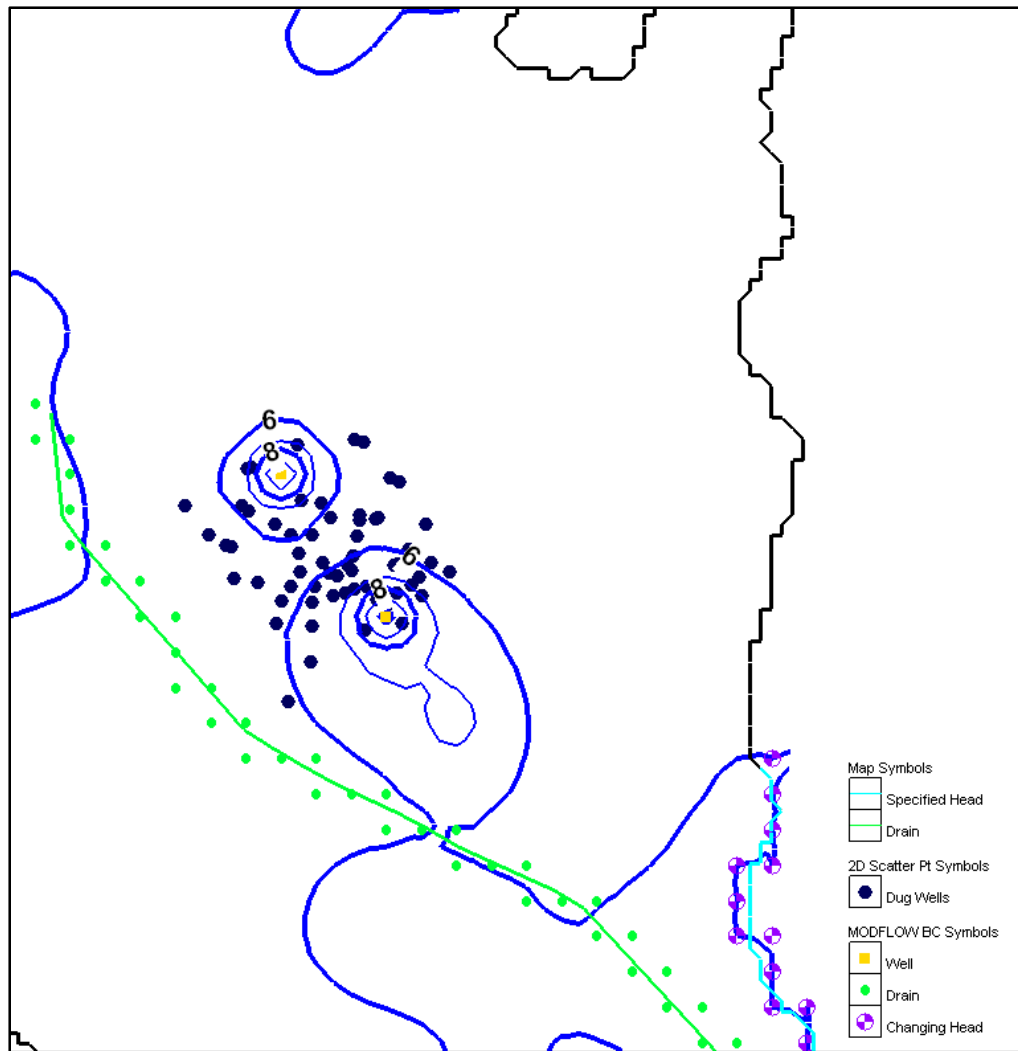 6
8
6
8
Map Symbols
Specified Head
Drain
2D Scatter Pt Symbols
Dug Wells
MODFLOW BC Symbols
Well
Drain
Changing Head